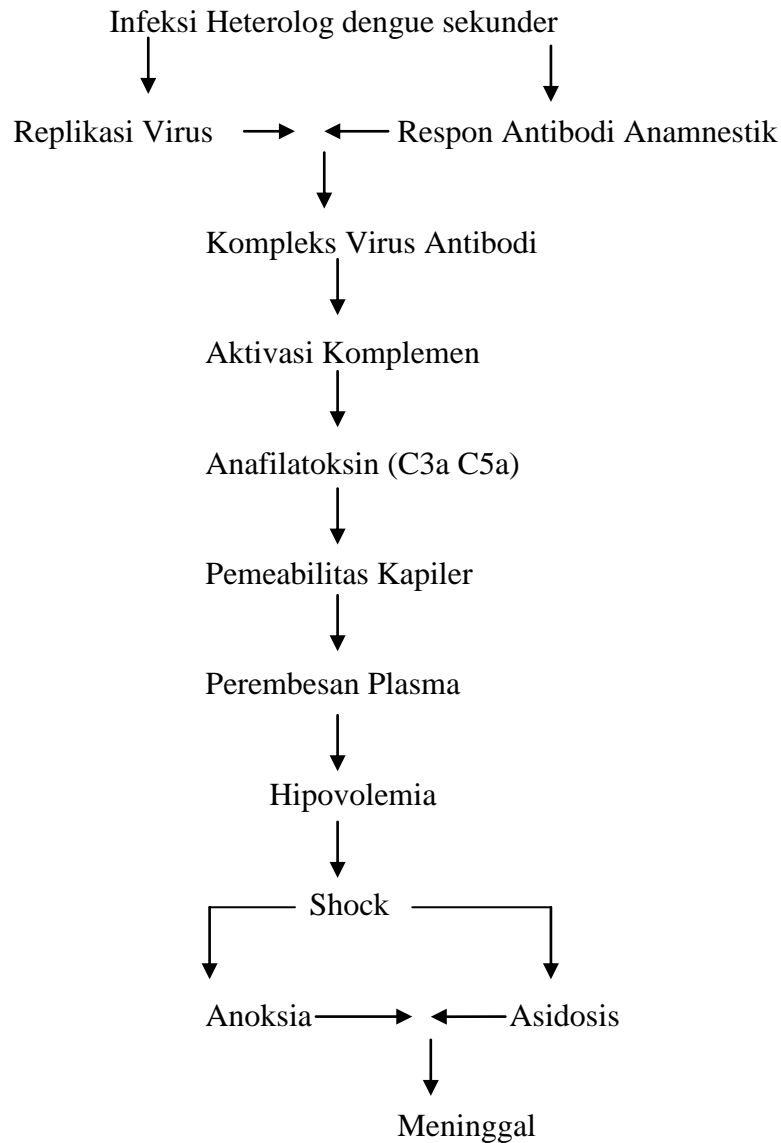 Infeksi Heterolog dengue sekunder
Replikasi Virus Respon Antibodi Anamnestik
Kompleks Virus Antibodi
Aktivasi Komplemen
Anafilatoksin (C3a C5a)
Pemeabilitas Kapiler
Perembesan Plasma
Hipovolemia
Shock
Anoksia Asidosis
Meninggal